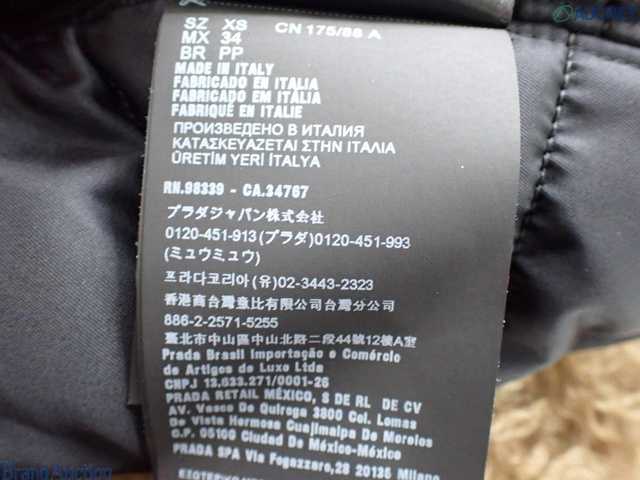 AUCNET
SZ XS CN 175/88 A
MX 34
BR PP
MADE IN ITALY
FABRICADO EN ITALIA
FABRICADO EM ITÁLIA
FABRIQUÉ EN ITALIE
ПРОИЗВЕДЕНО В ИТАЛИЯ
ΚΑΤΑΣΚΕΥΑΖΕΤΑΙ ΣΤΗΝ ΙΤΑΛΙΑ
ÜRETİM YERİ İTALYA
RN.98339 - CA.34767
プラダジャパン株式会社
0120-451-913(プラダ)0120-451-993
(ミュウミュウ)
프라다코리아 (유)02-3443-2323
香港商台灣意比有限公司台灣分公司
886-2-2571-5255
臺北市中山區中山北路二段44號12樓A室
Prada Brasil Importação e Comércio
de Artigos de Luxo Ltda
CNPJ 13.633.271/0001-26
PRADA RETAIL MÉXICO, S DE RL DE CV
AV. Vasco De Quiroga 3800 Col. Lomas
De Vista Hermosa Cuajimalpa De Morelos
C.P. 05100 Ciudad De México-México
PRADA SPA Via Fogazzaro,28 20135 Milano
Brand Auction